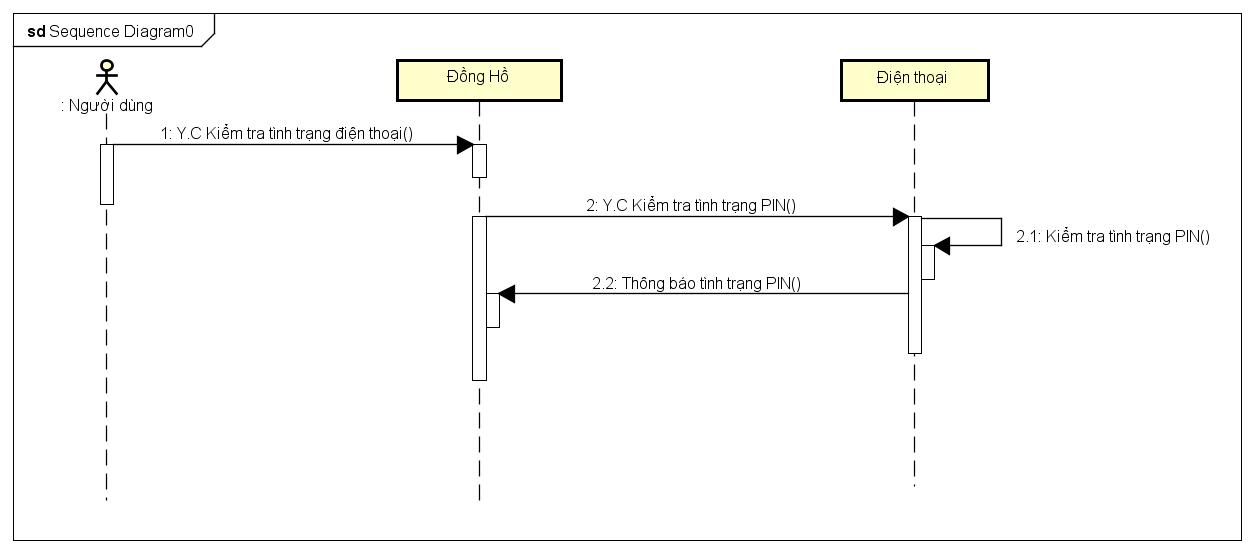 sd Sequence Diagram0
: Người dùng
Đồng Hồ
Điện thoại
1: Y.C Kiểm tra tình trạng điện thoại()
2: Y.C Kiểm tra tình trạng PIN()
2.1: Kiểm tra tình trạng PIN()
2.2: Thông báo tình trạng PIN()